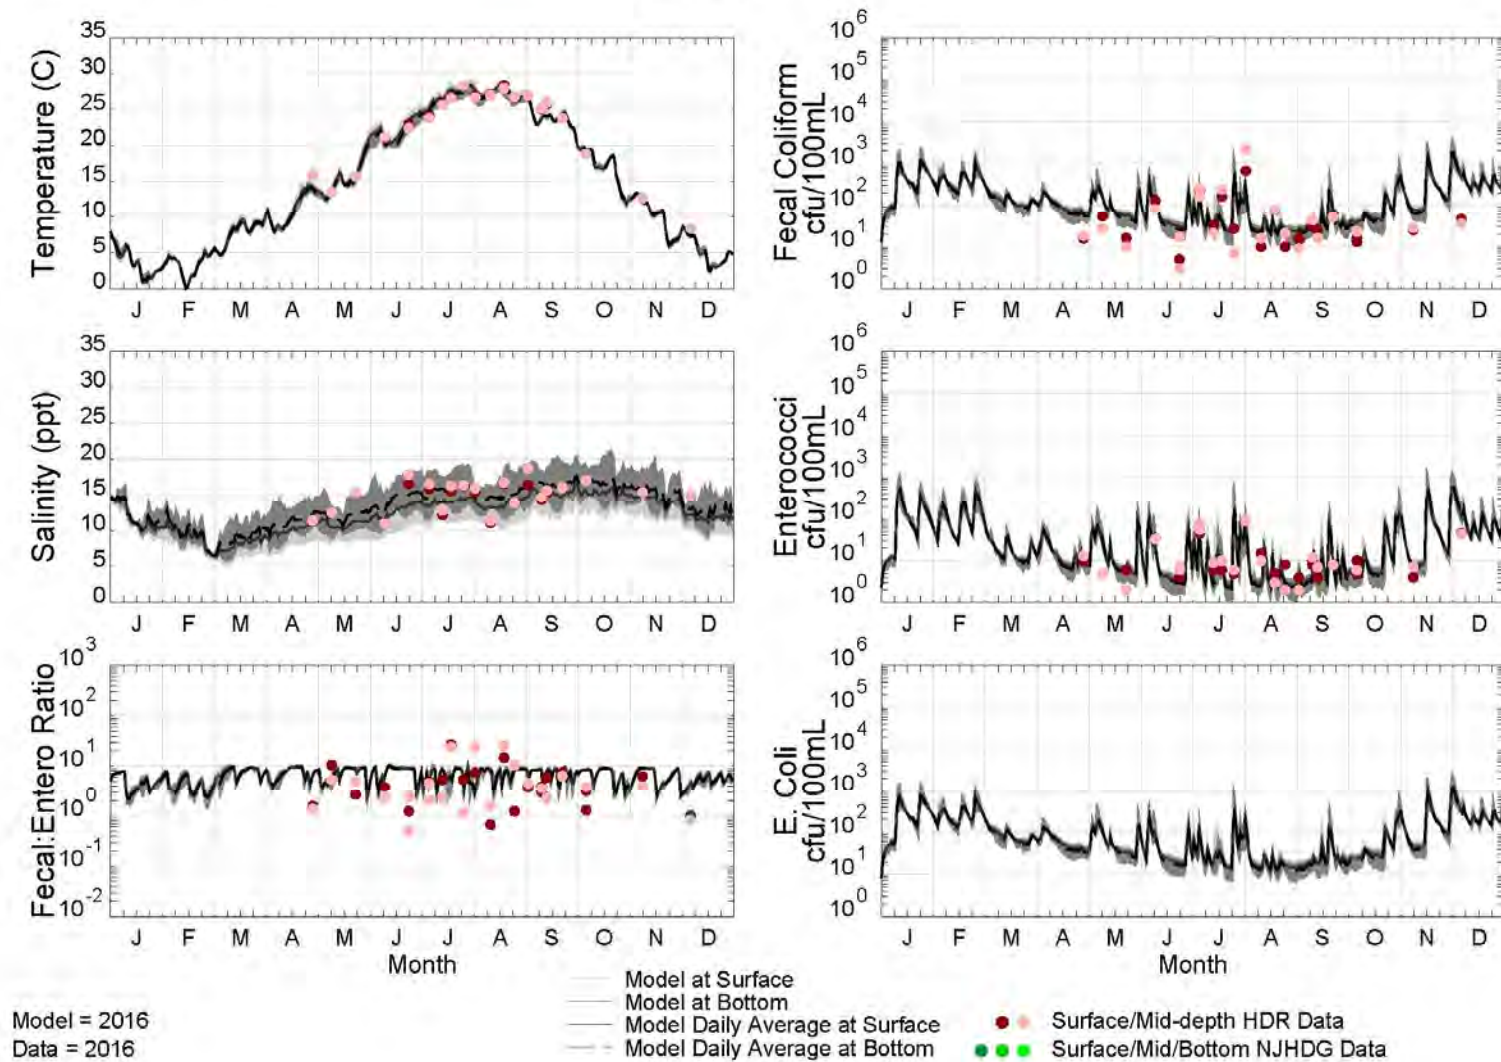 Temperature (C)
35
30
25
20
15
10
5
0
J F M A M J J A S O N D
Fecal Coliform
cfu/100mL
10^6
10^5
10^4
10^3
10^2
10^1
10^0
J F M A M J J A S O N D
Salinity (ppt)
35
30
25
20
15
10
5
0
J F M A M J J A S O N D
Enterococci
cfu/100mL
10^6
10^5
10^4
10^3
10^2
10^1
10^0
J F M A M J J A S O N D
Fecal:Entero Ratio
10^3
10^2
10^1
10^0
10^-1
10^-2
J F M A M J J A S O N D
Month
E. Coli
cfu/100mL
10^6
10^5
10^4
10^3
10^2
10^1
10^0
J F M A M J J A S O N D
Month
Model = 2016
Data = 2016
Model at Surface
Model at Bottom
Model Daily Average at Surface
Model Daily Average at Bottom
Surface/Mid-depth HDR Data
Surface/Mid/Bottom NJHDG Data